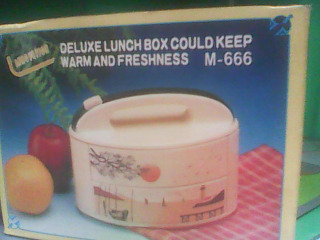 DELUXE LUNCH BOX COULD KEEP
WARM AND FRESHNESS M-666